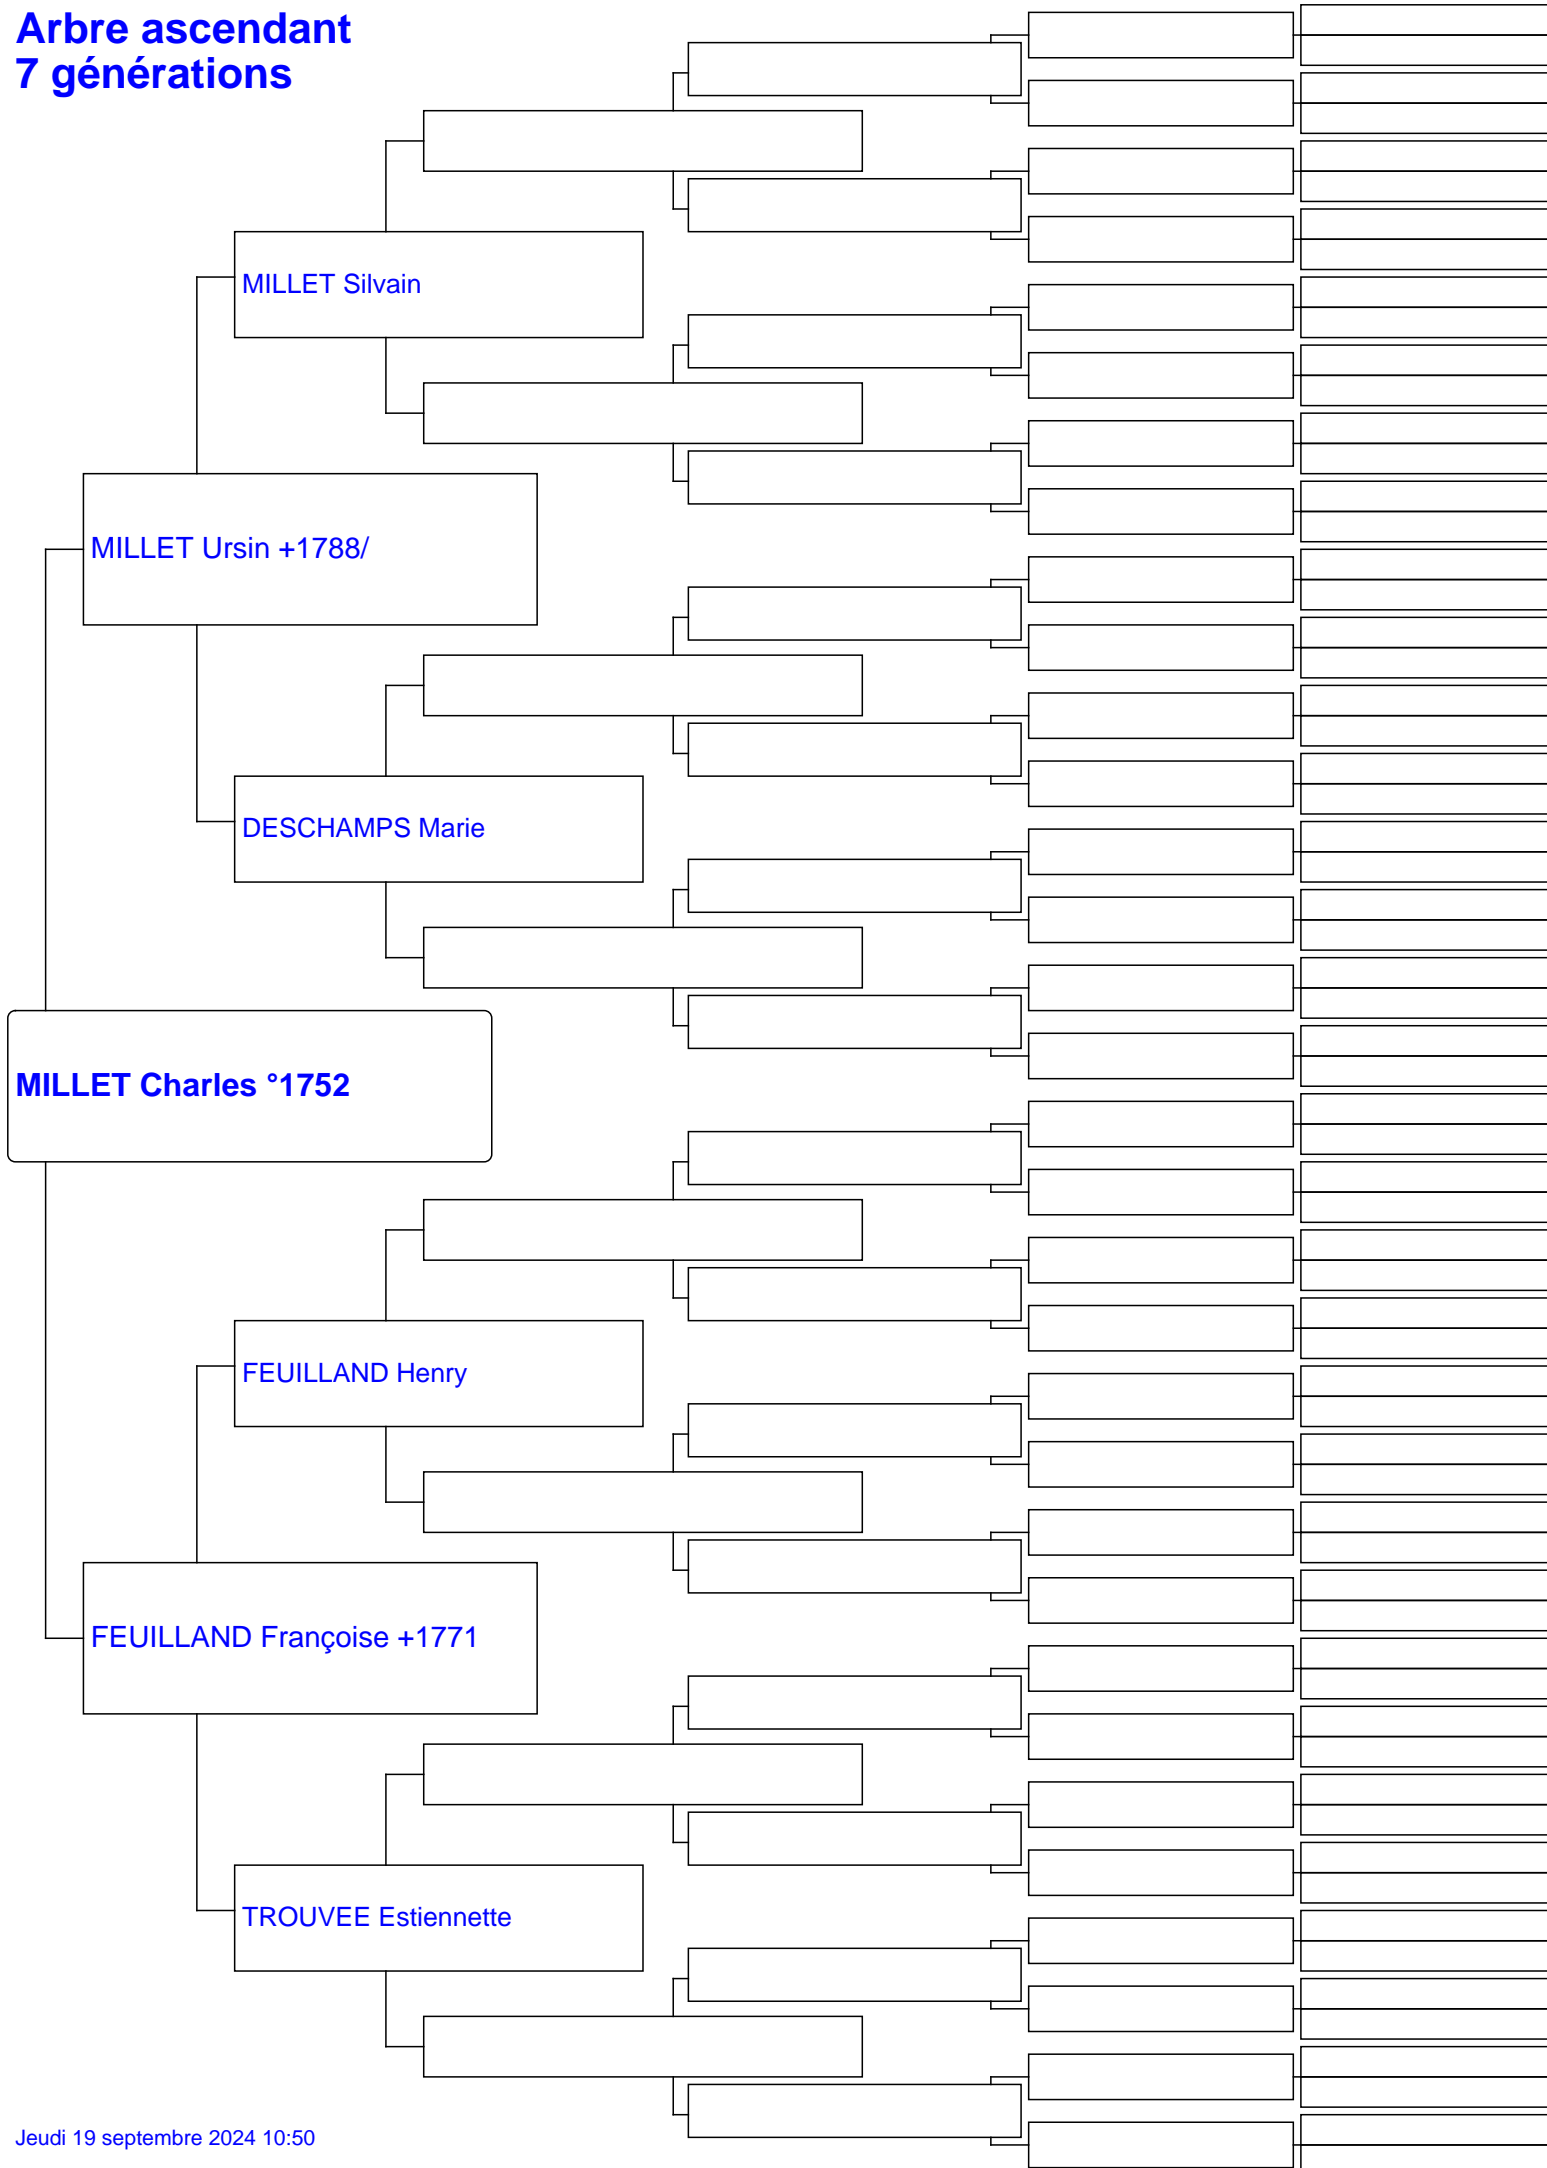 Arbre ascendant
7 générations
MILLET Silvain
MILLET Ursin +1788/
DESCHAMPS Marie
MILLET Charles °1752
FEUILLAND Henry
FEUILLAND Françoise +1771
TROUVEE Estiennette
Jeudi 19 septembre 2024 10:50